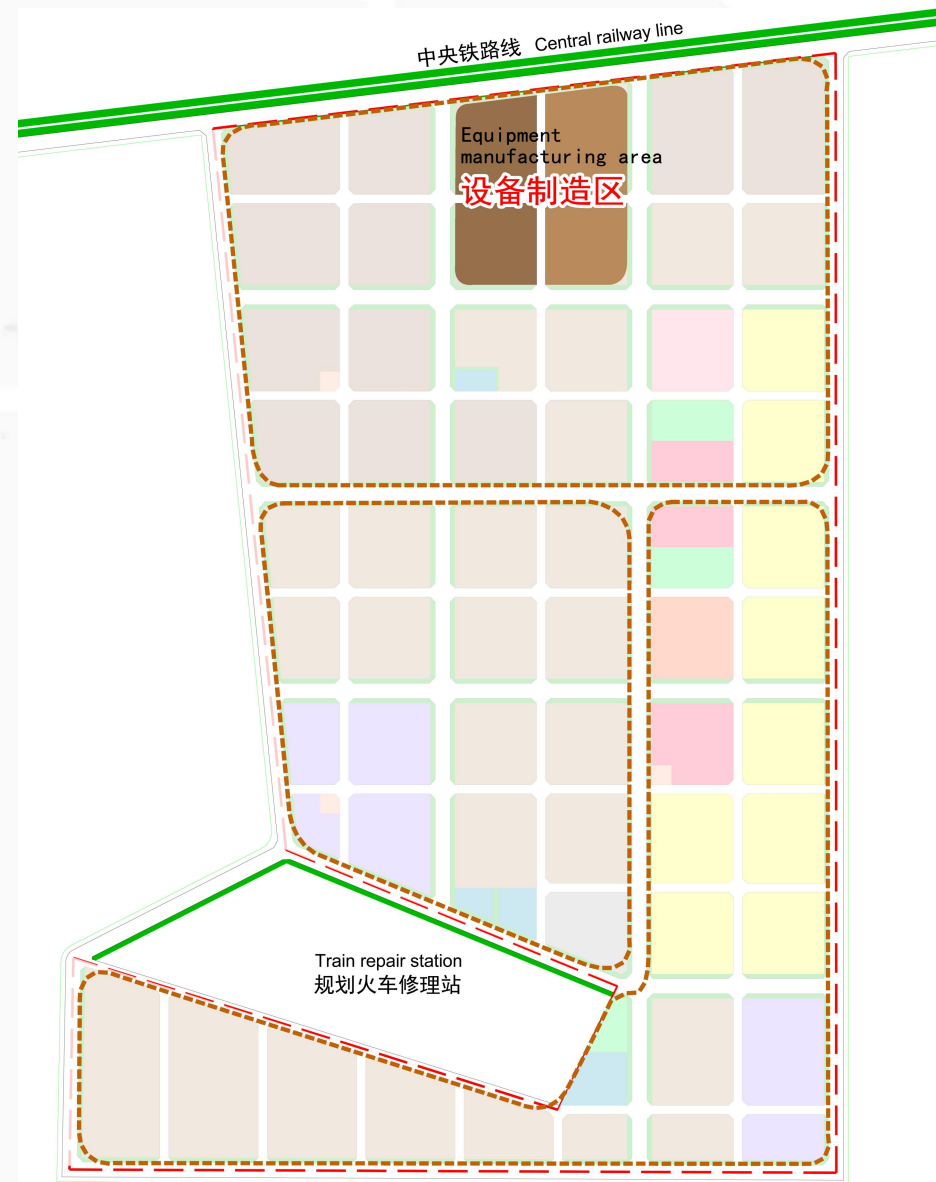 中央铁路线 Central railway line
Equipment
manufacturing area
设备制造区
Train repair station
规划火车修理站